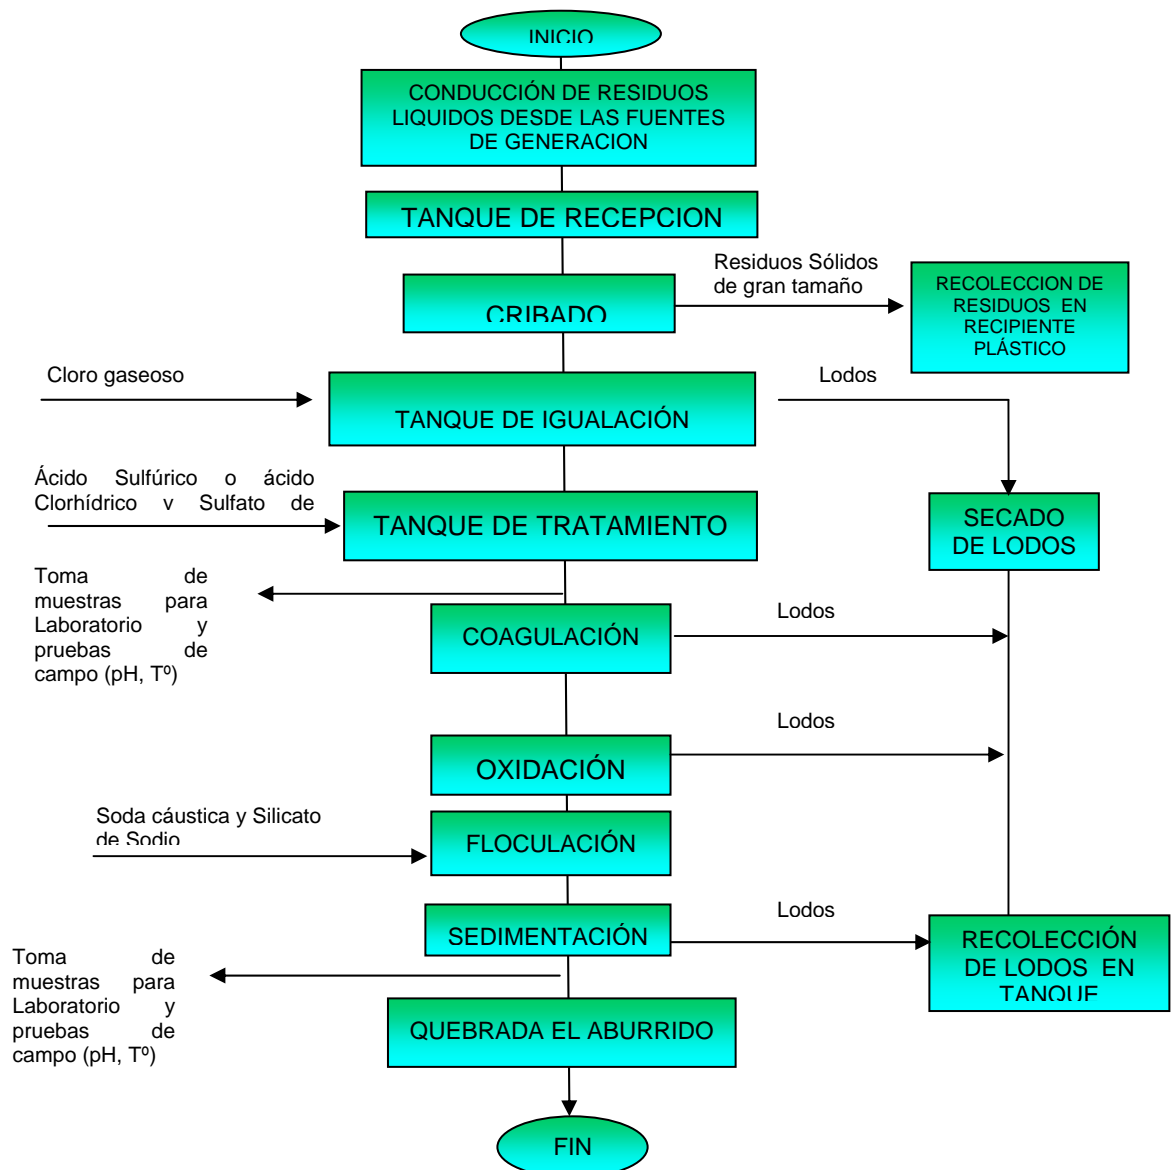 INICIO
CONDUCCIÓN DE RESIDUOS
LIQUIDOS DESDE LAS FUENTES
DE GENERACION
TANQUE DE RECEPCION
Residuos Sólidos
de gran tamaño
CRIBADO
RECOLECCION DE
RESIDUOS EN
RECIPIENTE
PLÁSTICO
Cloro gaseoso
Lodos
TANQUE DE IGUALACIÓN
Ácido Sulfúrico o ácido
Clorhídrico y Sulfato de
TANQUE DE TRATAMIENTO
SECADO
DE LODOS
Toma de
muestras para
Laboratorio y
pruebas de
campo (pH, Tº)
COAGULACIÓN
Lodos
Lodos
OXIDACIÓN
Soda cáustica y Silicato
de Sodio
FLOCULACIÓN
Lodos
SEDIMENTACIÓN
RECOLECCIÓN
DE LODOS EN
TANQUE
Toma de
muestras para
Laboratorio y
pruebas de
campo (pH, Tº)
QUEBRADA EL ABURRIDO
FIN